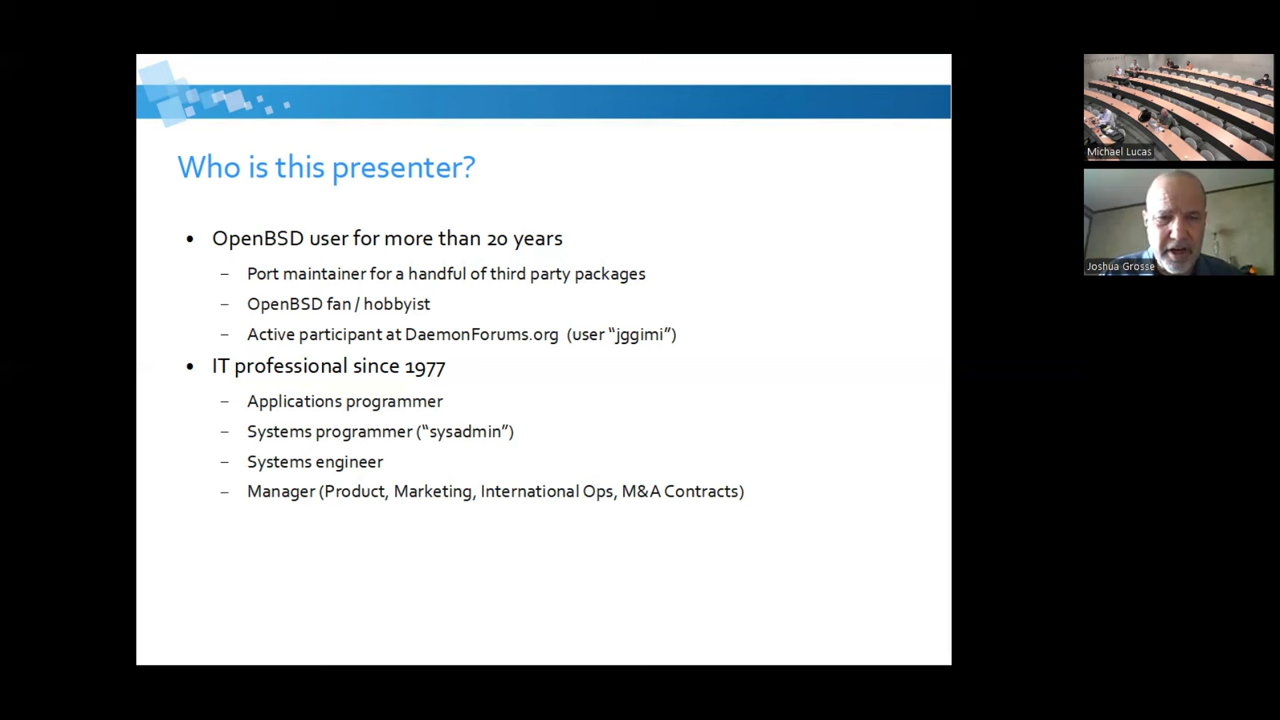 Who is this presenter?
• OpenBSD user for more than 20 years
– Port maintainer for a handful of third party packages
– OpenBSD fan / hobbyist
– Active participant at DaemonForums.org (user “jggimi”)
• IT professional since 1977
– Applications programmer
– Systems programmer (“sysadmin”)
– Systems engineer
– Manager (Product, Marketing, International Ops, M&A Contracts)
Michael Lucas
Joshua Grosse